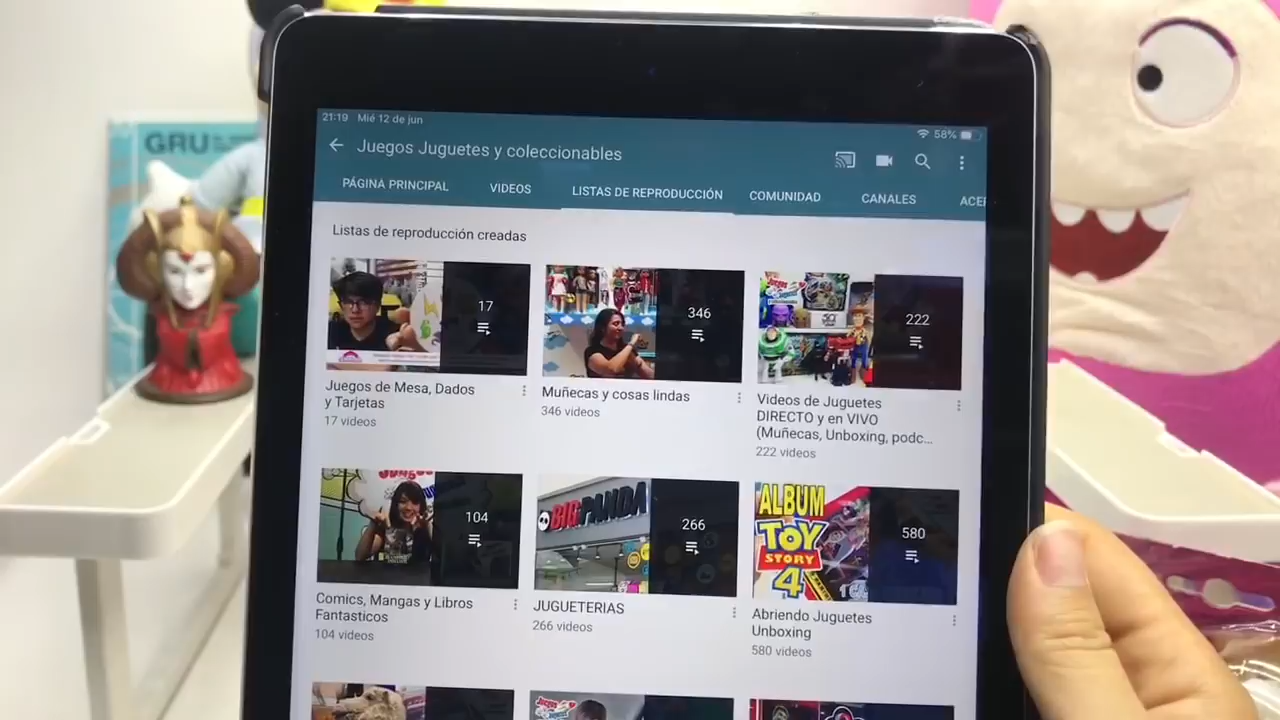 GRU
21:19 Mié 12 de jun
58%
Juegos Juguetes y coleccionables
PÁGINA PRINCIPAL
VIDEOS
LISTAS DE REPRODUCCIÓN
COMUNIDAD
CANALES
ACER
Listas de reproducción creadas
17
346
222
Juegos de Mesa, Dados
y Tarjetas
17 videos
Muñecas y cosas lindas
346 videos
Videos de Juguetes
DIRECTO y en VIVO
(Muñecas, Unboxing, podc...
222 videos
104
BIGPANDA
266
ALBUM
TOY
STORY
4
580
Comics, Mangas y Libros
Fantasticos
104 videos
JUGUETERIAS
266 videos
Abriendo Juguetes
Unboxing
580 videos